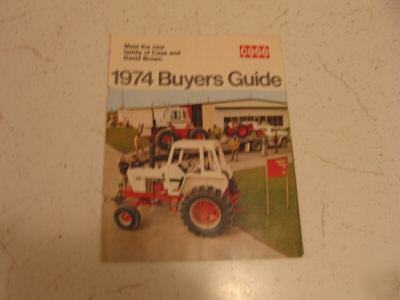 Meet the new
family of Case and
David Brown
CASE
1974 Buyers Guide